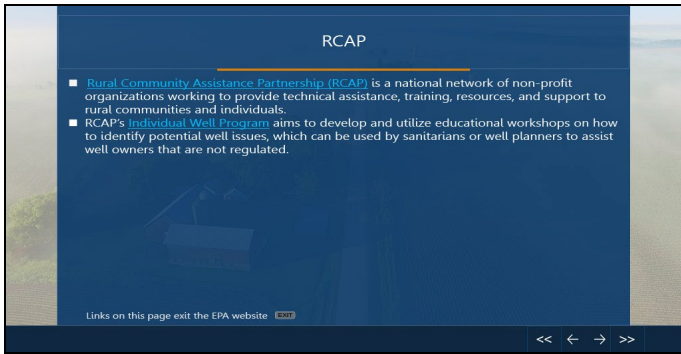 RCAP
■ Rural Community Assistance Partnership (RCAP) is a national network of non-profit
organizations working to provide technical assistance, training, resources, and support to
rural communities and individuals.
■ RCAP's Individual Well Program aims to develop and utilize educational workshops on how
to identify potential well issues, which can be used by sanitarians or well planners to assist
well owners that are not regulated.
Links on this page exit the EPA website EXIT
<< ← → >>